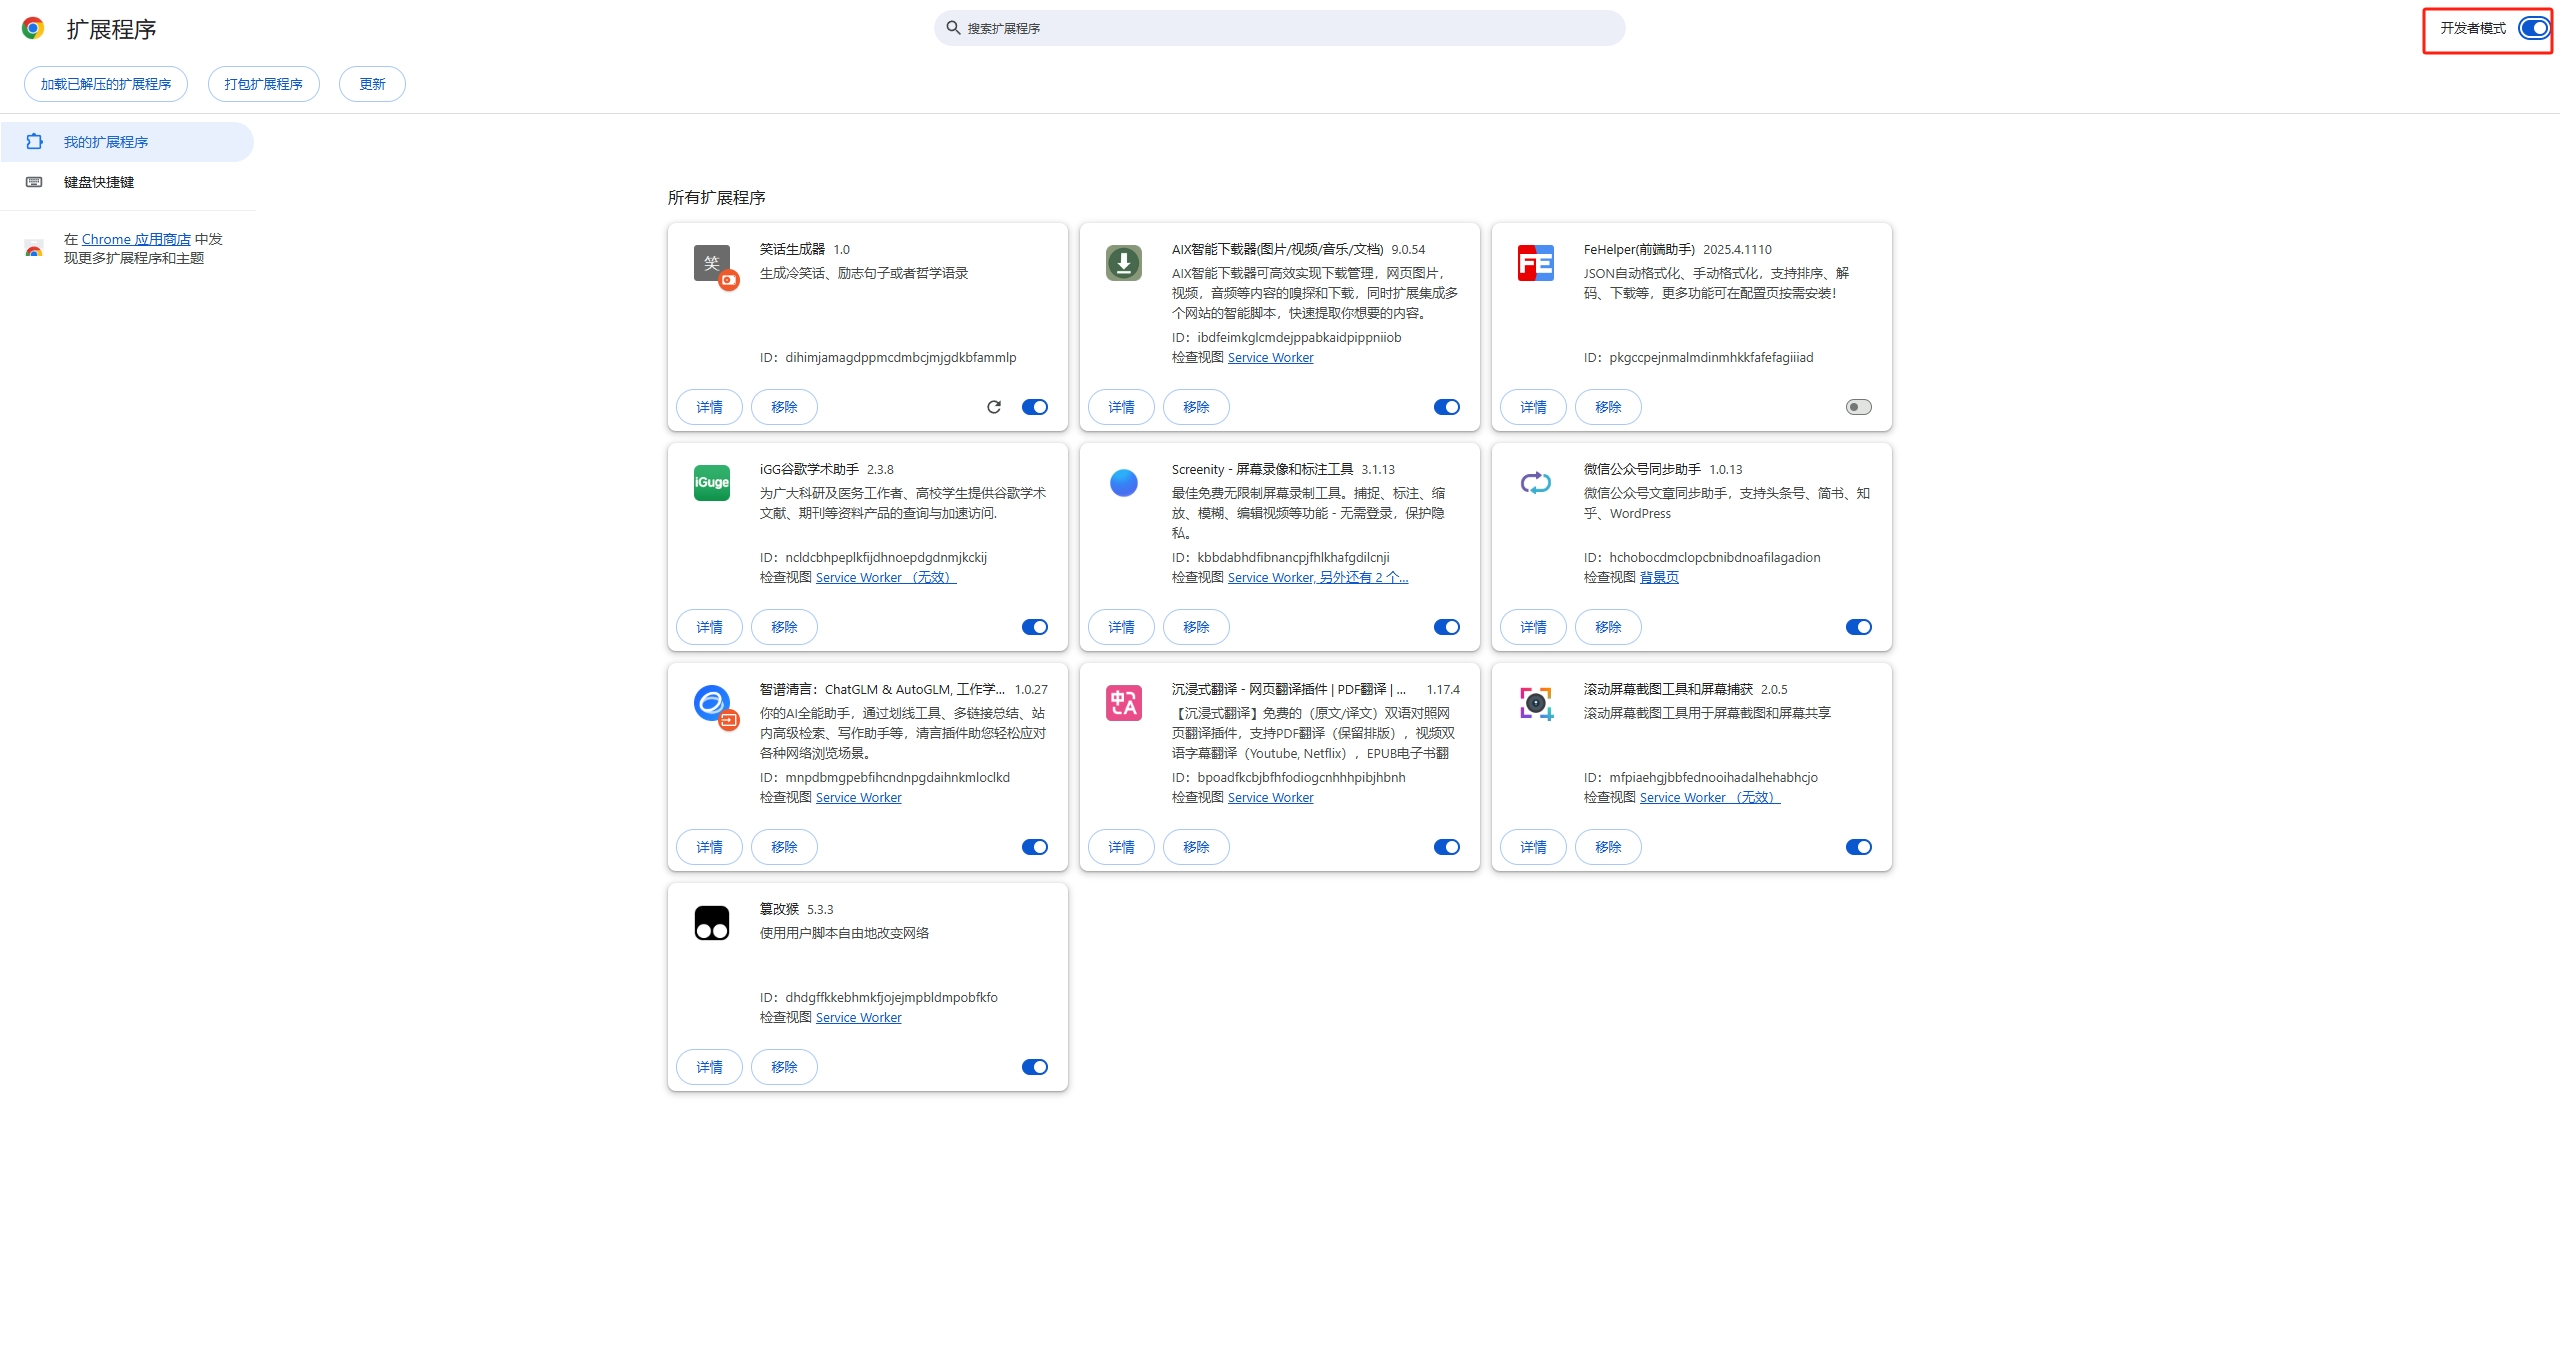 扩展程序
搜索扩展程序
开发者模式
加载已解压的扩展程序
打包扩展程序
更新
我的扩展程序
键盘快捷键
在 Chrome 应用商店 中发
现更多扩展程序和主题
所有扩展程序
笑
笑话生成器 1.0
生成冷笑话、励志句子或者哲学语录
ID：dihimjamagdppmcdmbcjmjgdkbfammlp
详情
移除
AIX智能下载器(图片/视频/音乐/文档) 9.0.54
AIX智能下载器可高效实现下载管理，网页图片，
视频，音频等内容的嗅探和下载，同时扩展集成多
个网站的智能脚本，快速提取你想要的内容。
ID：ibdfeimkglcmdejppabkaidpippniiob
检查视图 Service Worker
详情
移除
FE
FeHelper(前端助手) 2025.4.1110
JSON自动格式化、手动格式化，支持排序、解
码、下载等，更多功能可在配置页按需安装！
ID：pkgccpejnmalmdinmhkkfafefagiiiad
详情
移除
iGuge
iGG谷歌学术助手 2.3.8
为广大科研及医务工作者、高校学生提供谷歌学术
文献、期刊等资料产品的查询与加速访问.
ID：ncldcbhpeplkfijdhnoepdgdnmjkckij
检查视图 Service Worker （无效）
详情
移除
Screenity - 屏幕录像和标注工具 3.1.13
最佳免费无限制屏幕录制工具。捕捉、标注、缩
放、模糊、编辑视频等功能 - 无需登录，保护隐
私。
ID：kbbdabhdfibnancpjfhlkhafgdilcnji
检查视图 Service Worker, 另外还有 2 个...
详情
移除
微信公众号同步助手 1.0.13
微信公众号文章同步助手，支持头条号、简书、知
乎、WordPress
ID：hchobocdmclopcbnibdnoafilagadion
检查视图 背景页
详情
移除
智谱清言：ChatGLM & AutoGLM, 工作学... 1.0.27
你的AI全能助手，通过划线工具、多链接总结、站
内高级检索、写作助手等，清言插件助您轻松应对
各种网络浏览场景。
ID：mnpdbmgpebfihcndnpgdaihnkmloclkd
检查视图 Service Worker
详情
移除
中A
沉浸式翻译 - 网页翻译插件 | PDF翻译 | ... 1.17.4
【沉浸式翻译】免费的（原文/译文）双语对照网
页翻译插件，支持PDF翻译（保留排版），视频双
语字幕翻译（Youtube, Netflix），EPUB电子书翻
ID：bpoadfkcbjbfhfodiogcnhhhpibjhbnh
检查视图 Service Worker
详情
移除
滚动屏幕截图工具和屏幕捕获 2.0.5
滚动屏幕截图工具用于屏幕截图和屏幕共享
ID：mfpiaehgjbbfednooihadalhehabhcjo
检查视图 Service Worker （无效）
详情
移除
篡改猴 5.3.3
使用用户脚本自由地改变网络
ID：dhdgffkkebhmkfjojejmpbldmpobfkfo
检查视图 Service Worker
详情
移除